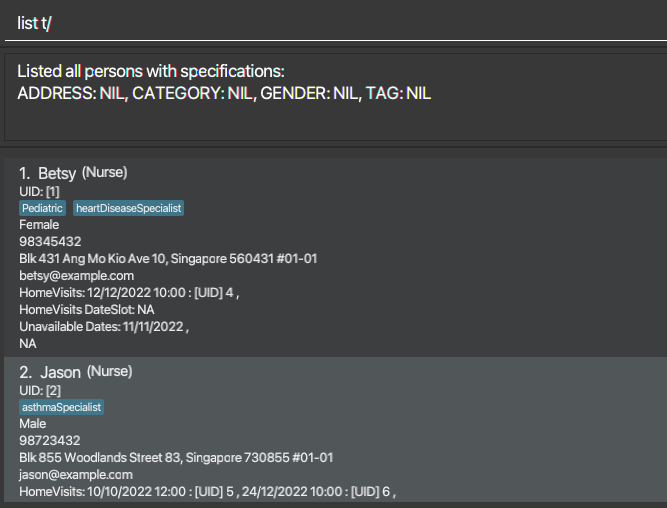 list t/
Listed all persons with specifications:
ADDRESS: NIL, CATEGORY: NIL, GENDER: NIL, TAG: NIL
1. Betsy (Nurse)
UID: [1]
Pediatric heartDiseaseSpecialist
Female
98345432
Blk 431 Ang Mo Kio Ave 10, Singapore 560431 #01-01
betsy@example.com
HomeVisits: 12/12/2022 10:00 : [UID] 4 ,
HomeVisits DateSlot: NA
Unavailable Dates: 11/11/2022 ,
NA
2. Jason (Nurse)
UID: [2]
asthmaSpecialist
Male
98723432
Blk 855 Woodlands Street 83, Singapore 730855 #01-01
jason@example.com
HomeVisits: 10/10/2022 12:00 : [UID] 5 , 24/12/2022 10:00 : [UID] 6 ,